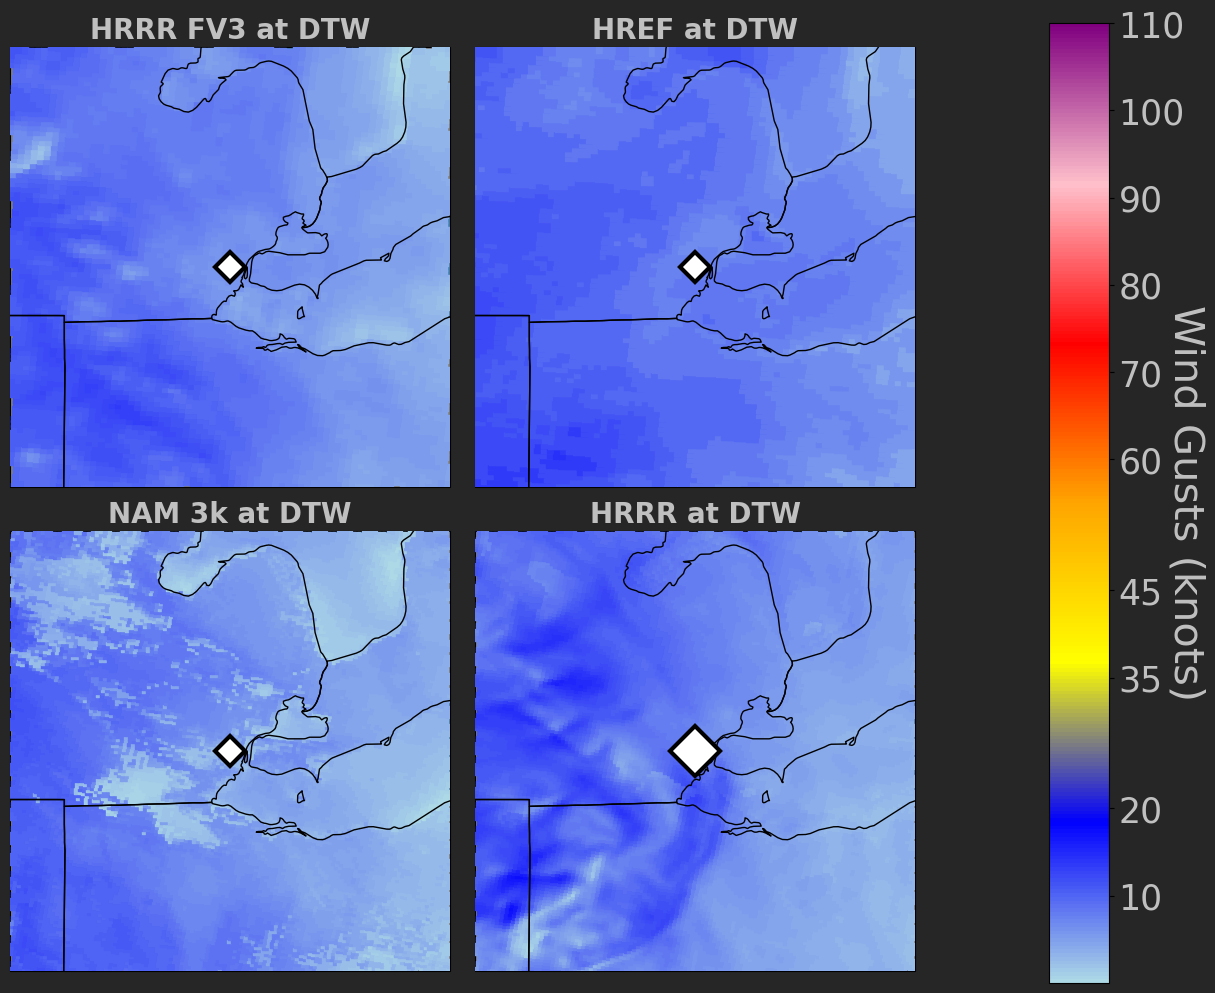 HRRR FV3 at DTW
HREF at DTW
NAM 3k at DTW
HRRR at DTW
110
100
90
80
70
60
45
35
20
10
Wind Gusts (knots)